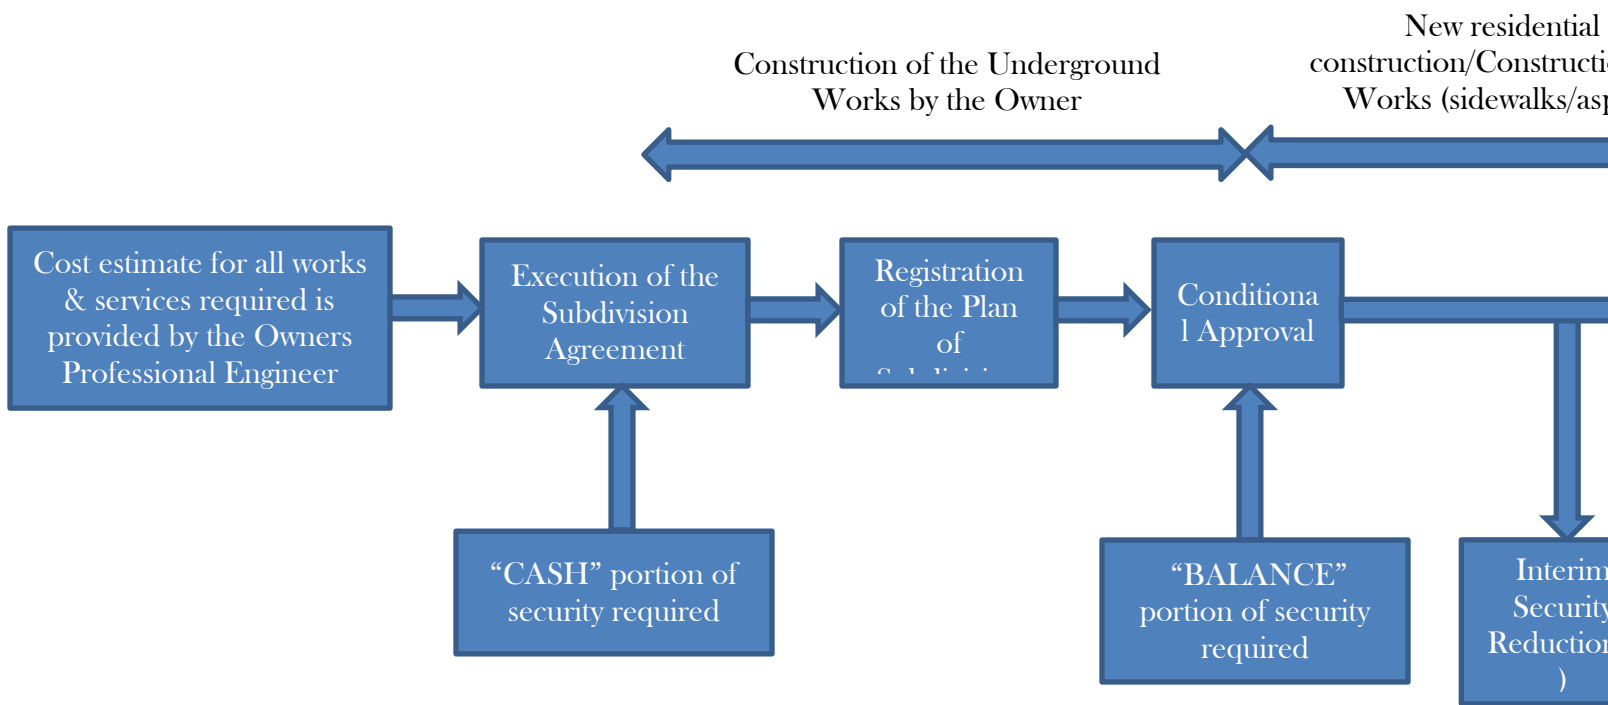 New residential
construction/Constructi
Works (sidewalks/as
Construction of the Underground
Works by the Owner
Cost estimate for all works
& services required is
provided by the Owners
Professional Engineer
Execution of the
Subdivision
Agreement
Registration
of the Plan
of
Conditiona
l Approval
"CASH" portion of
security required
"BALANCE"
portion of security
required
Interim
Security
Reduction
)